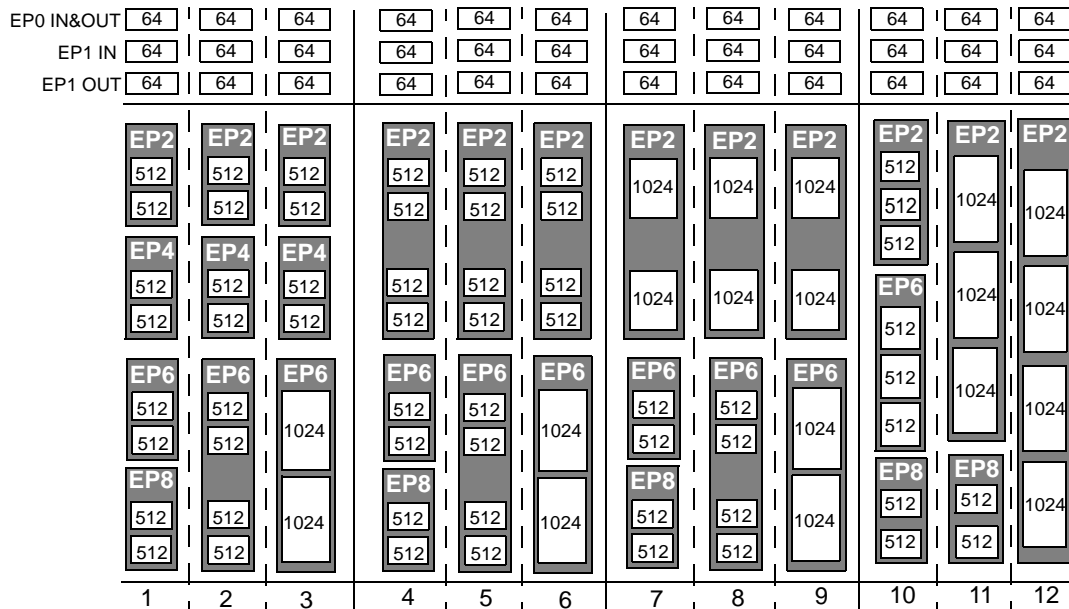 EP0 IN&OUT 64 64 64 64 64 64 64 64 64 64 64 64
EP1 IN 64 64 64 64 64 64 64 64 64 64 64 64
EP1 OUT 64 64 64 64 64 64 64 64 64 64 64 64
EP2 EP2 EP2 EP2 EP2 EP2 EP2 EP2 EP2 EP2 EP2 EP2
512 512 512 512 512 512 1024 1024 1024 512 1024 1024
512 512 512 512 512 512 512
512
EP4 EP4 EP4
512 512 512 512 512 512 1024 1024 1024 EP6 1024 1024
512 512 512 512 512 512 512
EP6 EP6 EP6 EP6 EP6 EP6 EP6 EP6 EP6 512 1024
512 512 1024 512 512 1024 512 512 1024 512 1024
512 512 512 512 512 512
EP8 EP8 EP8 EP8 EP8
512 512 1024 512 512 1024 512 512 1024 512 512 1024
512 512 512 512 512 512 512 512
1 2 3 4 5 6 7 8 9 10 11 12